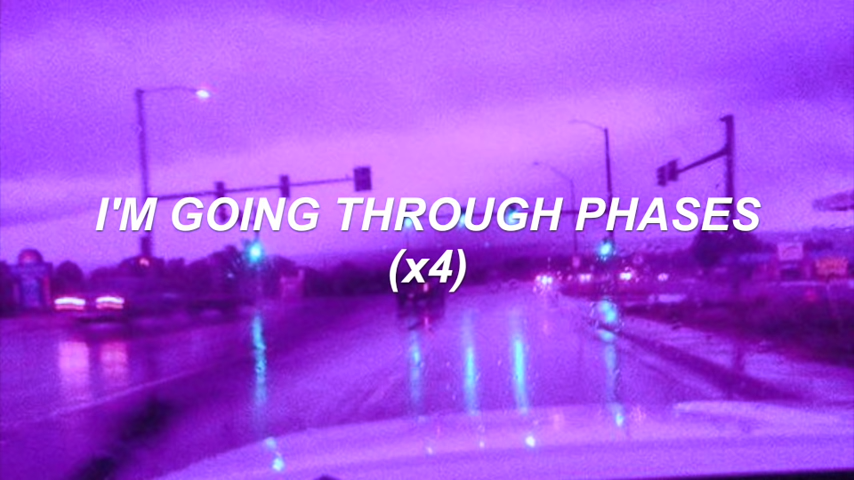 I'M GOING THROUGH PHASES
(x4)